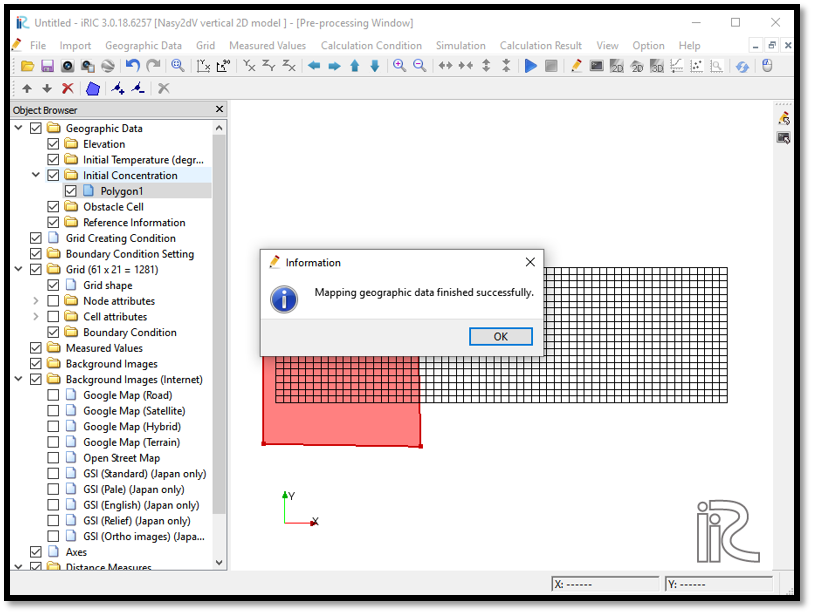 Untitled - iRIC 3.0.18.6257 [Nasy2dV vertical 2D model ] - [Pre-processing Window]
File Import Geographic Data Grid Measured Values Calculation Condition Simulation Calculation Result View Option Help
Object Browser
Geographic Data
Elevation
Initial Temperature (degr...
Initial Concentration
Polygon1
Obstacle Cell
Reference Information
Grid Creating Condition
Boundary Condition Setting
Grid (61 x 21 = 1281)
Grid shape
Node attributes
Cell attributes
Boundary Condition
Measured Values
Background Images
Background Images (Internet)
Google Map (Road)
Google Map (Satellite)
Google Map (Hybrid)
Google Map (Terrain)
Open Street Map
GSI (Standard) (Japan only)
GSI (Pale) (Japan only)
GSI (English) (Japan only)
GSI (Relief) (Japan only)
GSI (Ortho images) (Japa...
Axes
Distance Measures
Information
Mapping geographic data finished successfully.
OK
Y
X
iRIC
X: ------
Y: ------